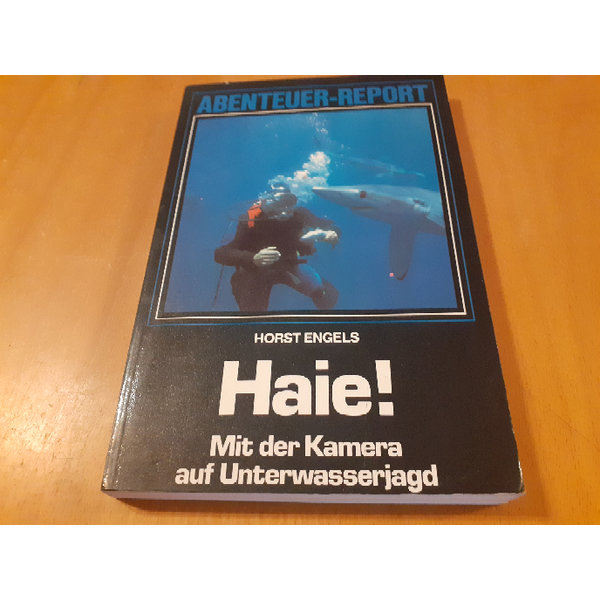 ABENTEUER-REPORT
HORST ENGELS
Haie!
Mit der Kamera
auf Unterwasserjagd